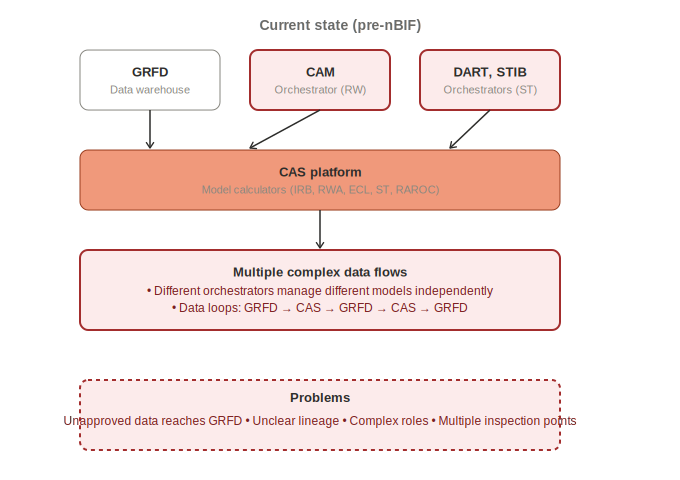 Current state (pre-nBIF)
GRFD
Data warehouse
CAM
Orchestrator (RW)
DART, STIB
Orchestrators (ST)
CAS platform
Model calculators (IRB, RWA, ECL, ST, RAROC)
Multiple complex data flows
• Different orchestrators manage different models independently
• Data loops: GRFD → CAS → GRFD → CAS → GRFD
Problems
Unapproved data reaches GRFD • Unclear lineage • Complex roles • Multiple inspection points